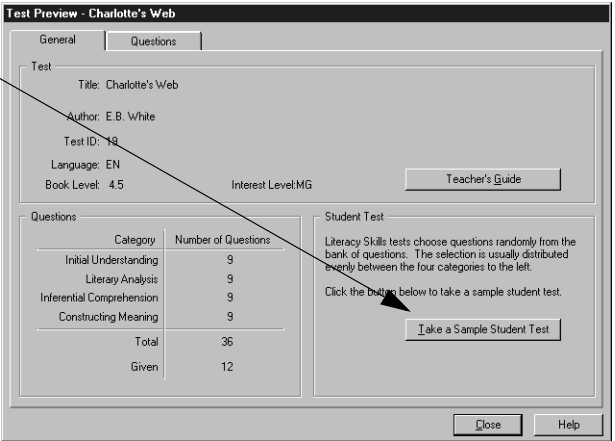 Test Preview - Charlotte's Web
General Questions
Test
Title: Charlotte's Web
Author: E.B. White
Test ID: 19
Language: EN
Book Level: 4.5 Interest Level:MG
Teacher's Guide
Questions
Category Number of Questions
Initial Understanding 9
Literary Analysis 9
Inferential Comprehension 9
Constructing Meaning 9
Total 36
Given 12
Student Test
Literacy Skills tests choose questions randomly from the
bank of questions. The selection is usually distributed
evenly between the four categories to the left.
Click the button below to take a sample student test.
Take a Sample Student Test
Close Help